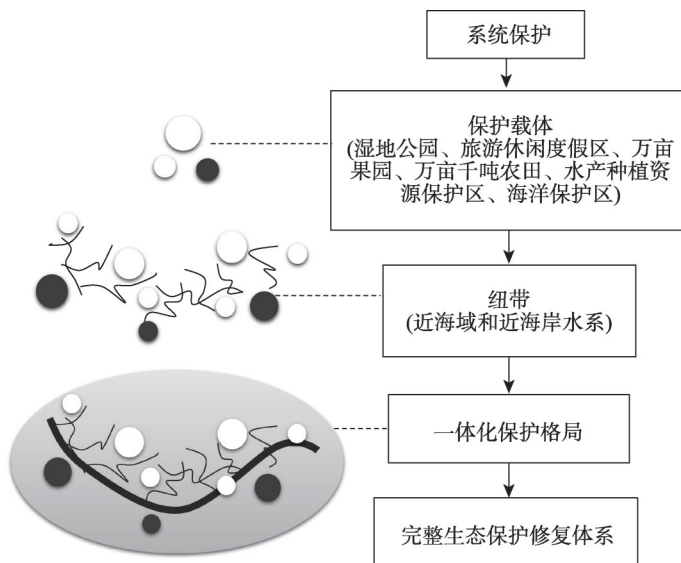 系统保护
保护载体
(湿地公园、旅游休闲度假区、万亩
果园、万亩千吨农田、水产种植资
源保护区、海洋保护区)
纽带
(近海域和近海岸水系)
一体化保护格局
完整生态保护修复体系